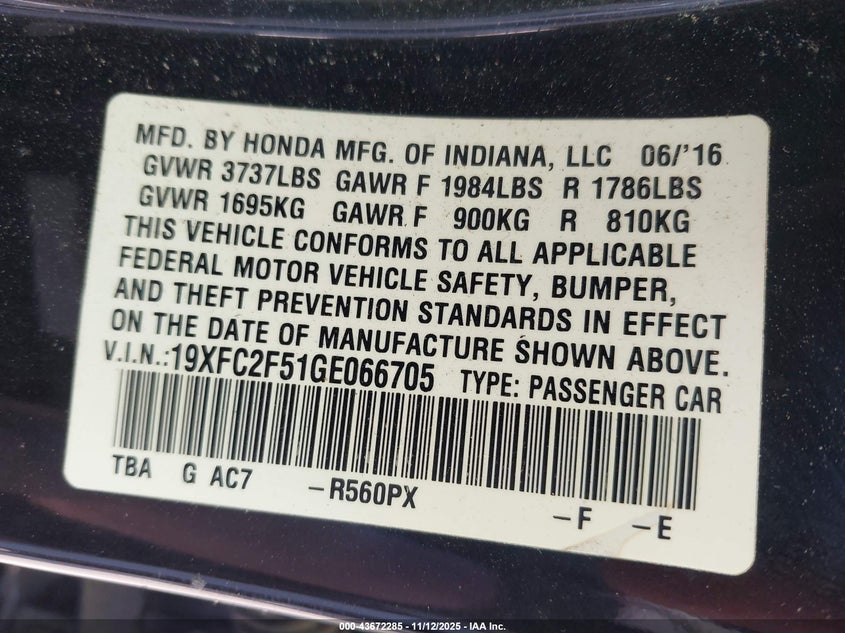 MFD. BY HONDA MFG. OF INDIANA, LLC 06/'16
GVWR 3737LBS GAWR F 1984LBS R 1786LBS
GVWR 1695KG GAWR F 900KG R 810KG
THIS VEHICLE CONFORMS TO ALL APPLICABLE
FEDERAL MOTOR VEHICLE SAFETY, BUMPER,
AND THEFT PREVENTION STANDARDS IN EFFECT
ON THE DATE OF MANUFACTURE SHOWN ABOVE.
V.I.N.:19XFC2F51GE066705 TYPE: PASSENGER CAR
TBA G AC7 -R560PX -F -E
000-43672285 - 11/12/2025 - IAA Inc.